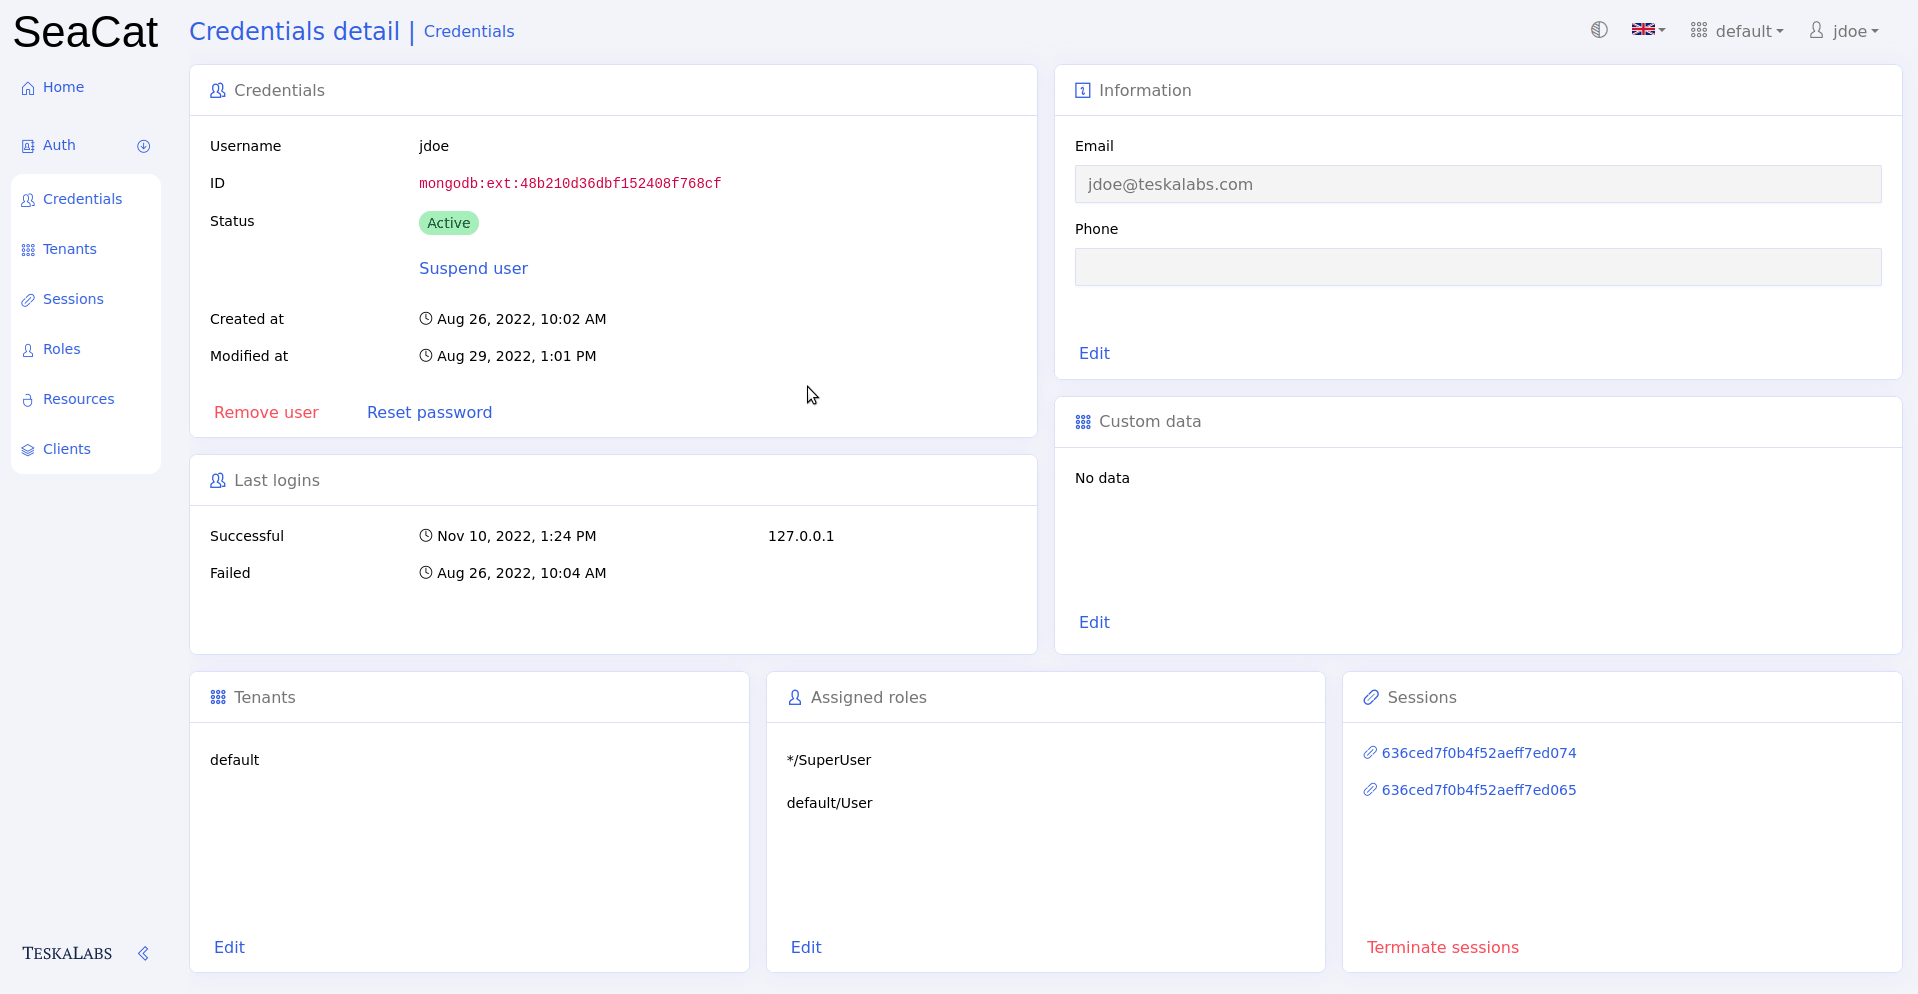 SeaCat
Credentials detail | Credentials
default
jdoe
Home
Auth
Credentials
Tenants
Sessions
Roles
Resources
Clients
TESKALABS
Credentials
Username jdoe
ID mongodb:ext:48b210d36dbf152408f768cf
Status Active
Suspend user
Created at Aug 26, 2022, 10:02 AM
Modified at Aug 29, 2022, 1:01 PM
Remove user Reset password
Information
Email
jdoe@teskalabs.com
Phone
Edit
Last logins
Successful Nov 10, 2022, 1:24 PM 127.0.0.1
Failed Aug 26, 2022, 10:04 AM
Custom data
No data
Edit
Tenants
default
Edit
Assigned roles
*/SuperUser
default/User
Edit
Sessions
636ced7f0b4f52aeff7ed074
636ced7f0b4f52aeff7ed065
Terminate sessions